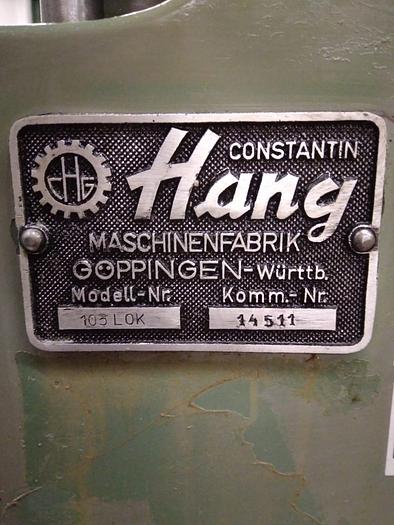 CHG
CONSTANTIN
Hang
MASCHINENFABRIK
GÖPPINGEN-Württb.
Modell-Nr. Komm.-Nr.
103 LOK 14511